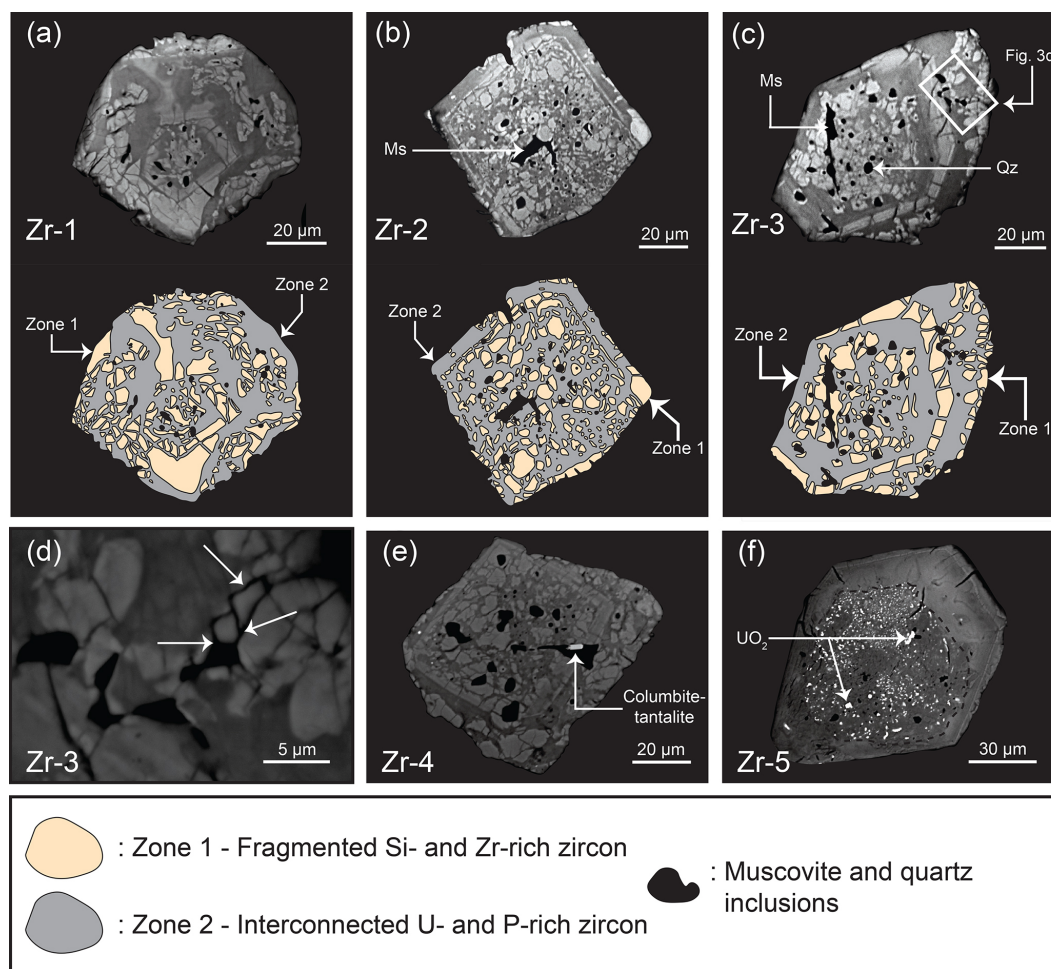 (a)
Zr-1
20 µm
(b)
Ms
Zr-2
20 µm
(c)
Ms
Fig. 3d
Qz
Zr-3
20 µm
Zone 1
Zone 2
Zone 2
Zone 1
Zone 2
Zone 1
(d)
Zr-3
5 µm
(e)
Columbite-
tantalite
Zr-4
20 µm
(f)
UO2
Zr-5
30 µm
: Zone 1 - Fragmented Si- and Zr-rich zircon
: Zone 2 - Interconnected U- and P-rich zircon
: Muscovite and quartz
inclusions